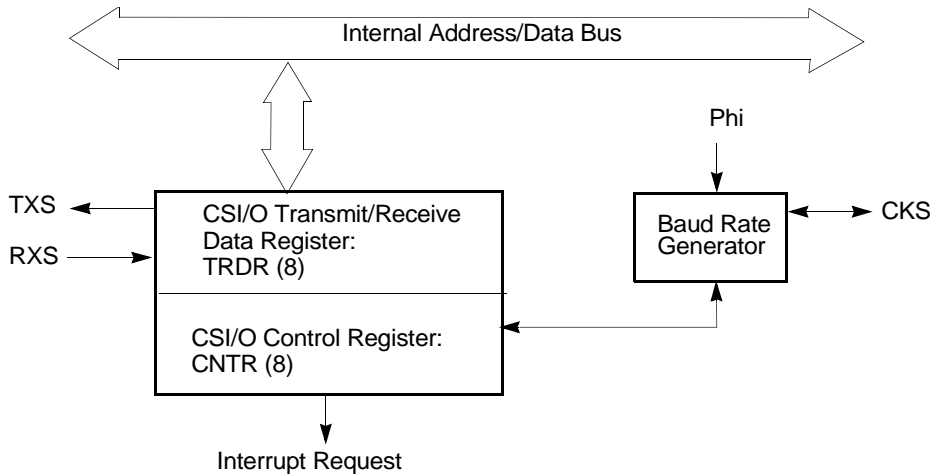 Internal Address/Data Bus
Phi
TXS
RXS
CSI/O Transmit/Receive
Data Register:
TRDR (8)
Baud Rate
Generator
CKS
CSI/O Control Register:
CNTR (8)
Interrupt Request